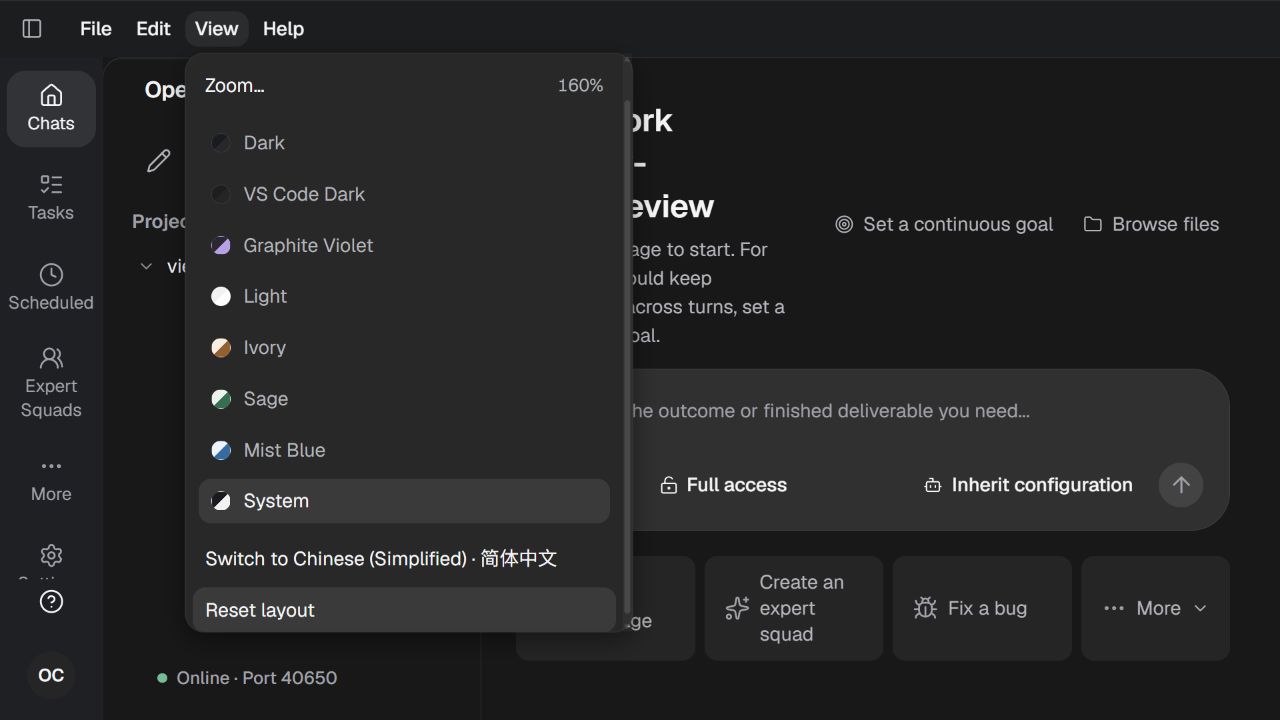 File Edit View Help
Chats
Tasks
Scheduled
Expert
Squads
More
OC
Ope
Projec
Online · Port 40650
Zoom... 160%
Dark
VS Code Dark
Graphite Violet
Light
Ivory
Sage
Mist Blue
System
Switch to Chinese (Simplified) · 简体中文
Reset layout
ork
–
eview
age to start. For
ould keep
across turns, set a
oal.
Set a continuous goal
Browse files
he outcome or finished deliverable you need...
Full access
Inherit configuration
ge
Create an
expert
squad
Fix a bug
More